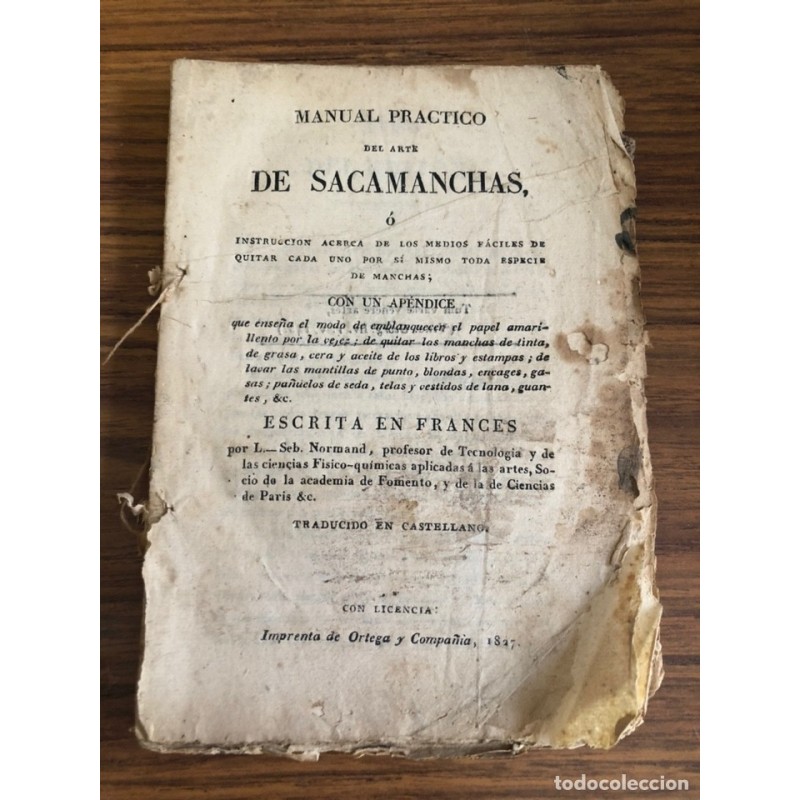 MANUAL PRACTICO
DEL ARTE
DE SACAMANCHAS,
ó
INSTRUCCION ACERCA DE LOS MEDIOS FÁCILES DE
QUITAR CADA UNO POR SÍ MISMO TODA ESPECIE
DE MANCHAS;
CON UN APÉNDICE
que enseña el modo de emblanquecer el papel amari-
llento por la vejez; de quitar los manchas de tinta,
de grasa, cera y aceite de los libros y estampas; de
lavar las mantillas de punto, blondas, encages, ga-
sas; pañuelos de seda, telas y vestidos de lana, guan-
tes, &c.
ESCRITA EN FRANCES
por L.— Seb. Normand, profesor de Tecnologia y de
las ciencias Físico-químicas aplicadas á las artes, So-
cio de la academia de Fomento, y de la de Ciencias
de Paris &c.
TRADUCIDO EN CASTELLANO.
CON LICENCIA:
Imprenta de Ortega y Compañia, 1827.
todocoleccion